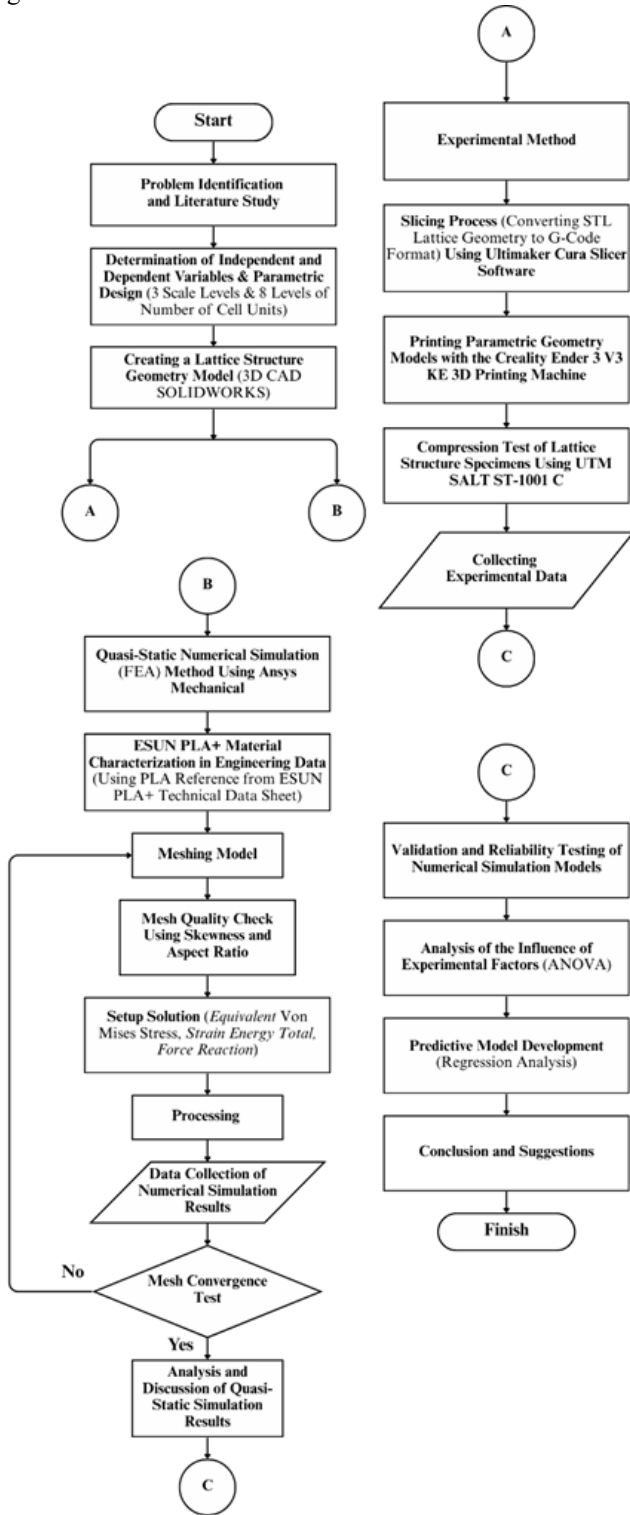 Start
Problem Identification
and Literature Study
Determination of Independent and
Dependent Variables & Parametric
Design (3 Scale Levels & 8 Levels of
Number of Cell Units)
Creating a Lattice Structure
Geometry Model (3D CAD
SOLIDWORKS)
A
B
B
Quasi-Static Numerical Simulation
(FEA) Method Using Ansys
Mechanical
ESUN PLA+ Material
Characterization in Engineering Data
(Using PLA Reference from ESUN
PLA+ Technical Data Sheet)
Meshing Model
Mesh Quality Check
Using Skewness and
Aspect Ratio
Setup Solution (Equivalent Von
Mises Stress, Strain Energy Total,
Force Reaction)
Processing
Data Collection of
Numerical Simulation
Results
No
Mesh Convergence
Test
Yes
Analysis and
Discussion of Quasi-
Static Simulation
Results
C
A
Experimental Method
Slicing Process (Converting STL
Lattice Geometry to G-Code
Format) Using Ultimaker Cura Slicer
Software
Printing Parametric Geometry
Models with the Creality Ender 3 V3
KE 3D Printing Machine
Compression Test of Lattice
Structure Specimens Using UTM
SALT ST-1001 C
Collecting
Experimental Data
C
C
Validation and Reliability Testing of
Numerical Simulation Models
Analysis of the Influence of
Experimental Factors (ANOVA)
Predictive Model Development
(Regression Analysis)
Conclusion and Suggestions
Finish